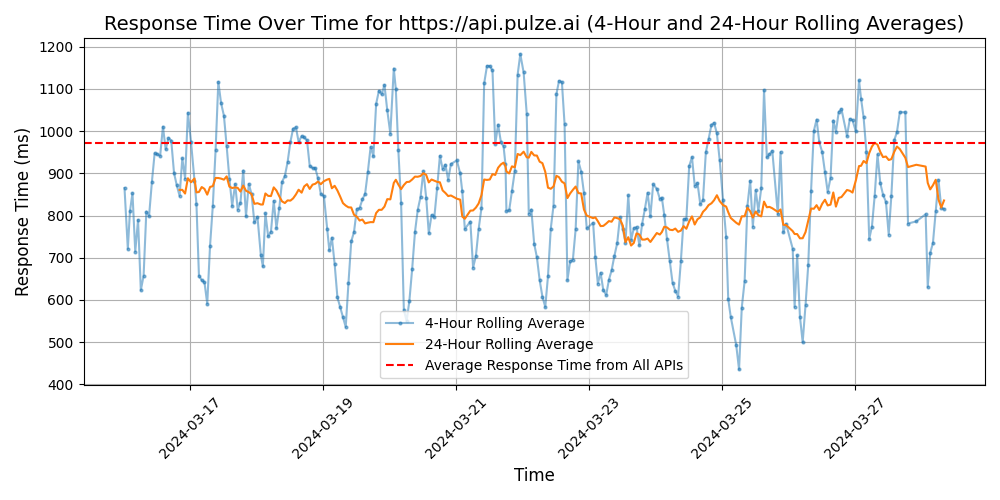 Response Time Over Time for https://api.pulze.ai (4-Hour and 24-Hour Rolling Averages)
Response Time (ms)
1200
1100
1000
900
800
700
600
500
400
4-Hour Rolling Average
24-Hour Rolling Average
Average Response Time from All APIs
2024-03-17
2024-03-19
2024-03-21
2024-03-23
2024-03-25
2024-03-27
Time